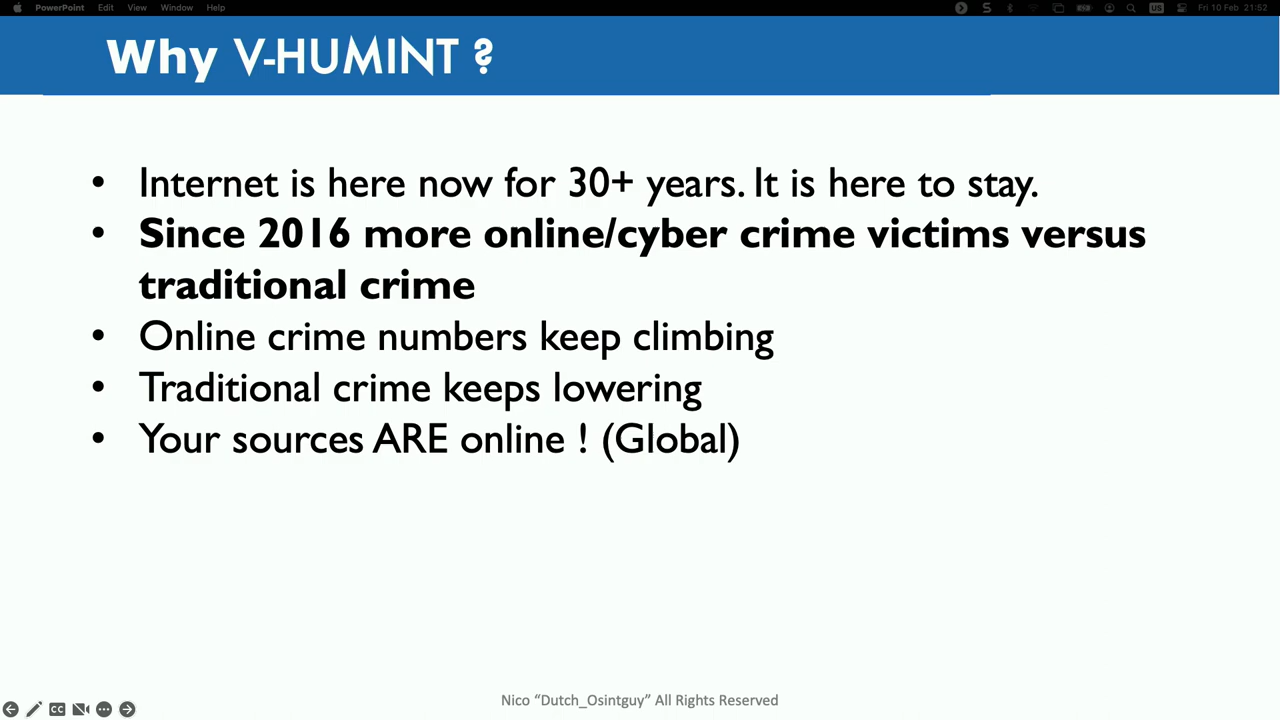 PowerPoint Edit View Window Help US Fri 10 Feb 21:52
Why V-HUMINT ?
• Internet is here now for 30+ years. It is here to stay.
• Since 2016 more online/cyber crime victims versus
traditional crime
• Online crime numbers keep climbing
• Traditional crime keeps lowering
• Your sources ARE online ! (Global)
Nico “Dutch_Osintguy” All Rights Reserved
CC